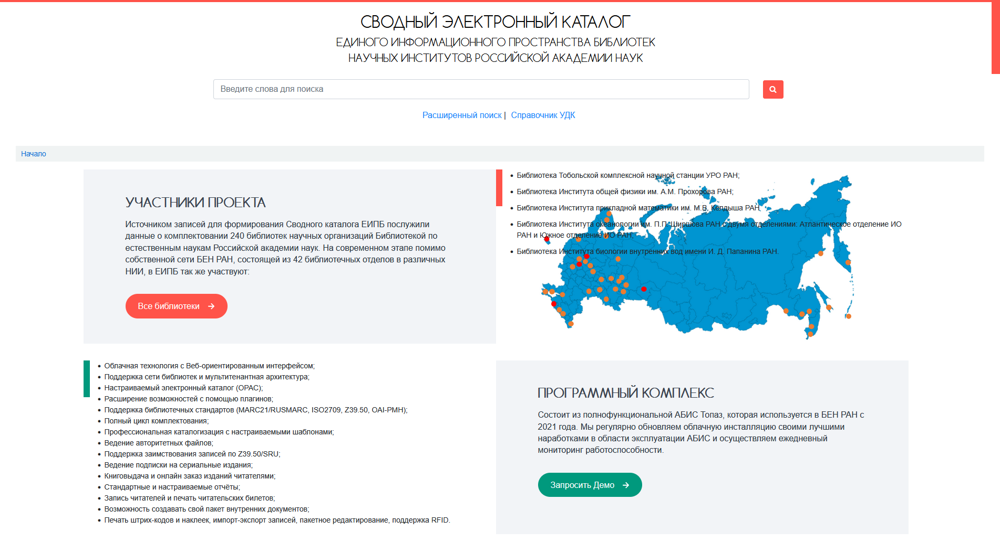 СВОДНЫЙ ЭЛЕКТРОННЫЙ КАТАЛОГ
ЕДИНОГО ИНФОРМАЦИОННОГО ПРОСТРАНСТВА БИБЛИОТЕК
НАУЧНЫХ ИНСТИТУТОВ РОССИЙСКОЙ АКАДЕМИИ НАУК
Введите слова для поиска
Расширенный поиск | Справочник УДК
Начало
УЧАСТНИКИ ПРОЕКТА
Источником записей для формирования Сводного каталога ЕИПБ послужили
данные о комплектовании 240 библиотек научных организаций Библиотекой по
естественным наукам Российской академии наук. На современном этапе помимо
собственной сети БЕН РАН, состоящей из 42 библиотечных отделов в различных
НИИ, в ЕИПБ так же участвуют:
Все библиотеки
• Библиотека Тобольской комплексной научной станции УРО РАН;
• Библиотека Института общей физики им. А.М. Прохорова РАН;
• Библиотека Института прикладной математики им. М.В. Келдыша РАН
• Библиотека Института океанологии им. П.П. Ширшова РАН с двумя отделениями: Атлантическое отделение ИО
РАН и Южное отделение ИО РАН;
• Библиотека Института биологии внутренних вод имени И. Д. Папанина РАН.
• Облачная технология с Веб-ориентированным интерфейсом;
• Поддержка сети библиотек и мультитенантная архитектура;
• Настраиваемый электронный каталог (OPAC);
• Расширение возможностей с помощью плагинов;
• Поддержка библиотечных стандартов (MARC21/RUSMARC, ISO2709, Z39.50, OAI-PMH);
• Полный цикл комплектования;
• Профессиональная каталогизация с настраиваемыми шаблонами;
• Ведение авторитетных файлов;
• Поддержка заимствования записей по Z39.50/SRU;
• Ведение подписки на сериальные издания;
• Книговыдача и онлайн заказ изданий читателями;
• Стандартные и настраиваемые отчёты;
• Запись читателей и печать читательских билетов;
• Возможность создавать свой пакет внутренних документов;
• Печать штрих-кодов и наклеек, импорт-экспорт записей, пакетное редактирование, поддержка RFID.
ПРОГРАММНЫЙ КОМПЛЕКС
Состоит из полнофункциональной АБИС Топаз, которая используется в БЕН РАН с
2021 года. Мы регулярно обновляем облачную инсталляцию своими лучшими
наработками в области эксплуатации АБИС и осуществляем ежедневный
мониторинг работоспособности.
Запросить Демо